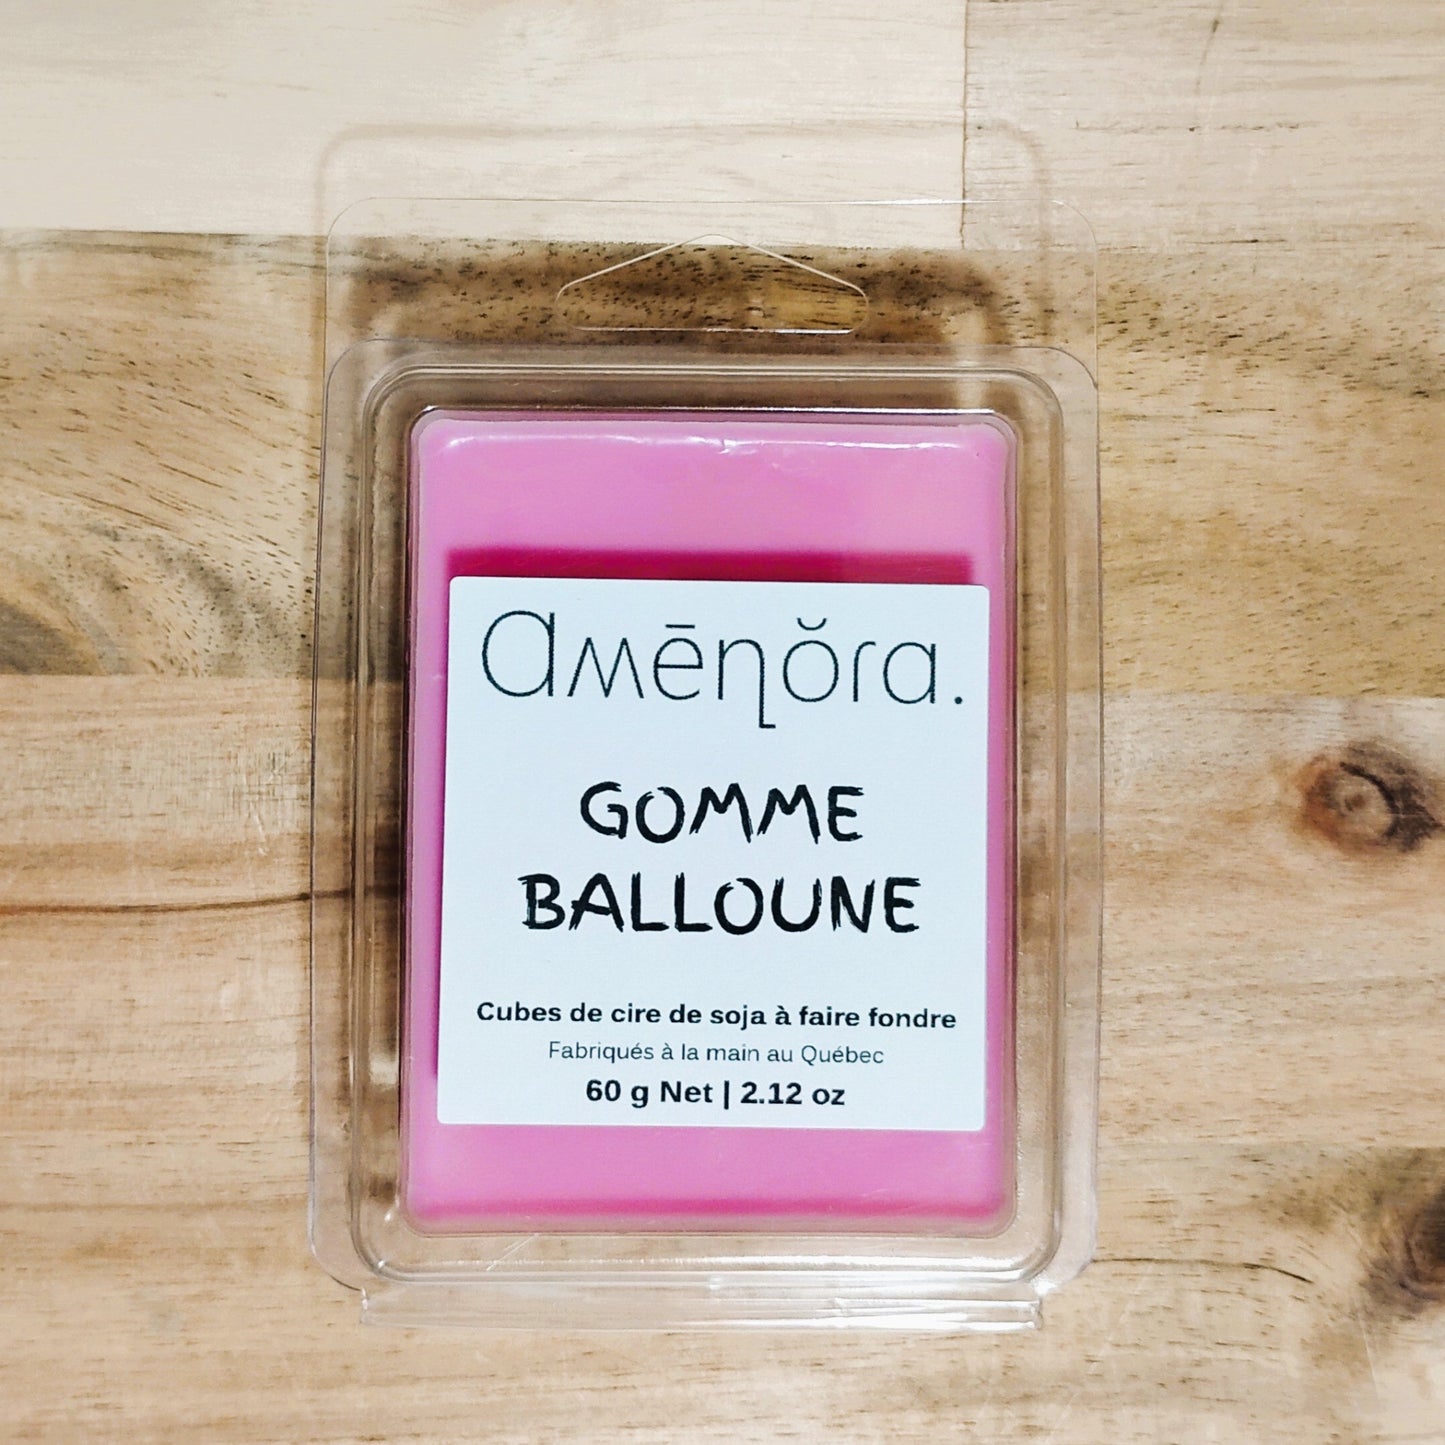 amēnŏra.
GOMME
BALLOUNE
Cubes de cire de soja à faire fondre
Fabriqués à la main au Québec
60 g Net | 2.12 oz